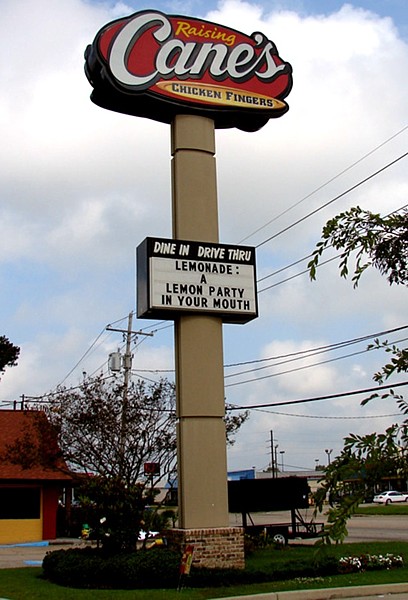 Raising
Cane's
CHICKEN FINGERS
DINE IN DRIVE THRU
LEMONADE:
A
LEMON PARTY
IN YOUR MOUTH